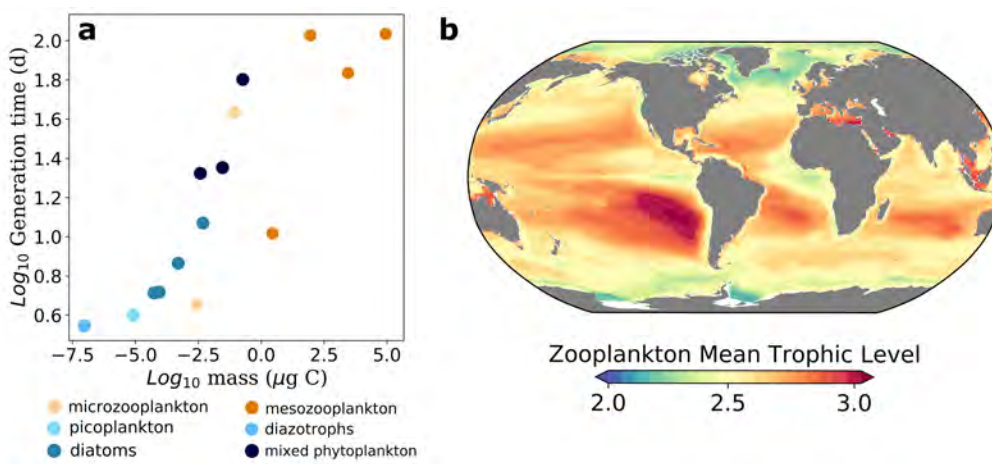 a
b
2.0
1.8
1.6
1.4
1.2
1.0
0.8
0.6
Log₁₀ Generation time (d)
−7.5 −5.0 −2.5 0.0 2.5 5.0
Log₁₀ mass (μg C)
microzooplankton
mesozooplankton
picoplankton
diazotrophs
diatoms
mixed phytoplankton
Zooplankton Mean Trophic Level
2.0 2.5 3.0